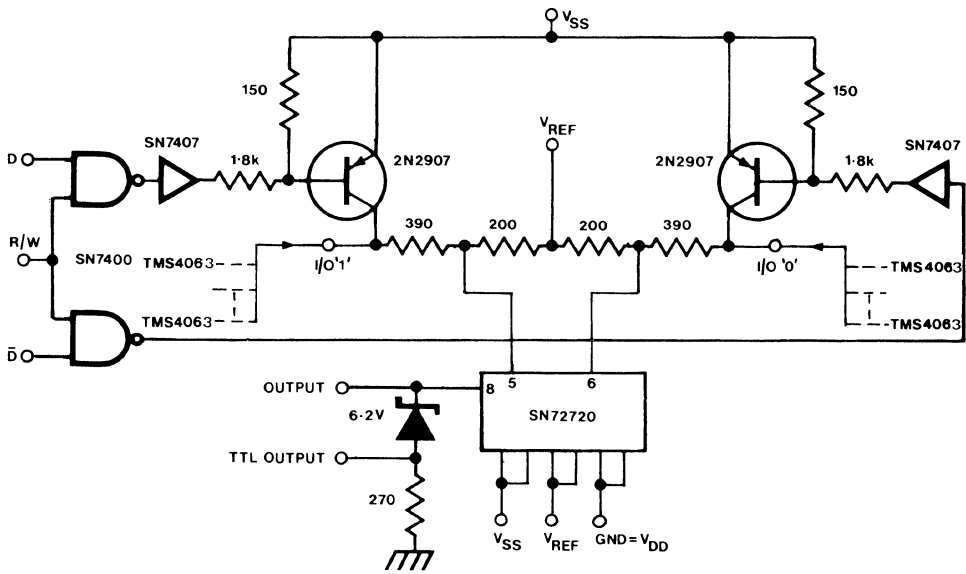 V_SS
150
150
SN7407
V_REF
SN7407
D
1·8k
2N2907
2N2907
1·8k
390
200
200
390
R/W
SN7400
TMS4063
I/O'1'
I/O '0'
TMS4063
TMS4063
TMS4063
D̄
OUTPUT
8
5
6
6·2V
SN72720
TTL OUTPUT
270
V_SS
V_REF
GND=V_DD